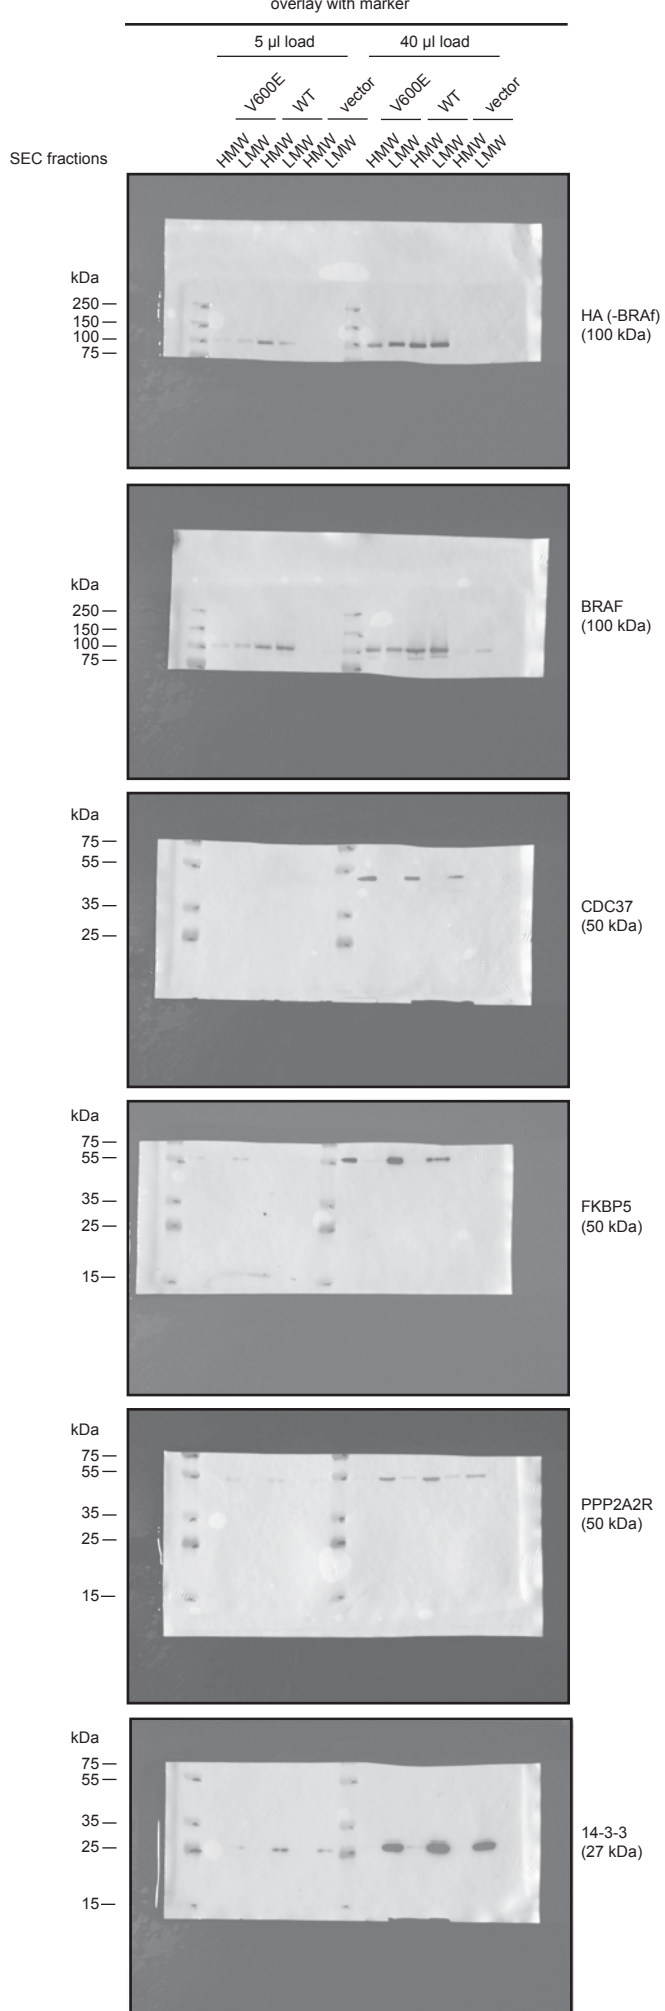 overlay with marker
5 µl load 40 µl load
V600E WT vector V600E WT vector
SEC fractions HMW LMW HMW LMW HMW LMW HMW LMW HMW LMW HMW LMW
kDa
250
150
100
75
HA (-BRAf)
(100 kDa)
kDa
250
150
100
75
BRAF
(100 kDa)
kDa
75
55
35
25
CDC37
(50 kDa)
kDa
75
55
35
25
15
FKBP5
(50 kDa)
kDa
75
55
35
25
15
PPP2A2R
(50 kDa)
kDa
75
55
35
25
15
14-3-3
(27 kDa)